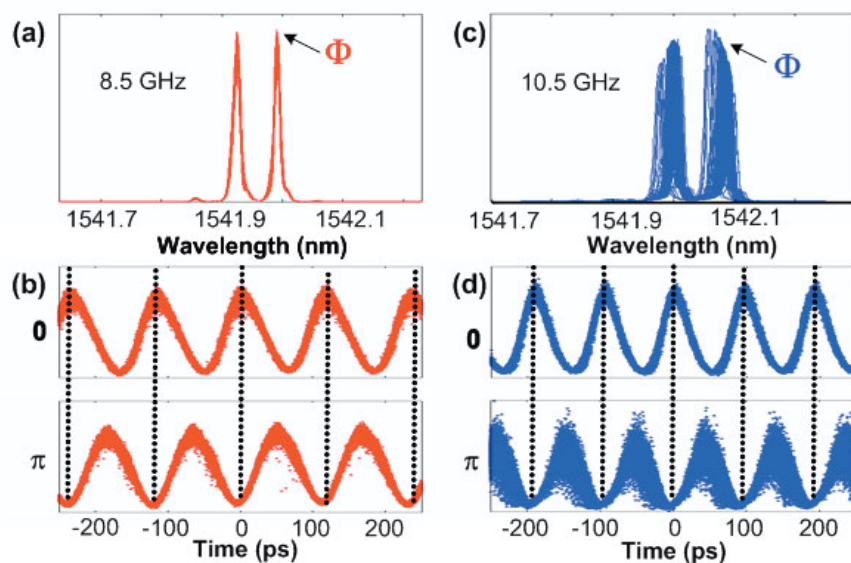 (a)
8.5 GHz
Φ
1541.7 1541.9 1542.1
Wavelength (nm)
(c)
10.5 GHz
Φ
1541.7 1541.9 1542.1
Wavelength (nm)
(b)
0
π
-200 -100 0 100 200
Time (ps)
(d)
0
π
-200 -100 0 100 200
Time (ps)